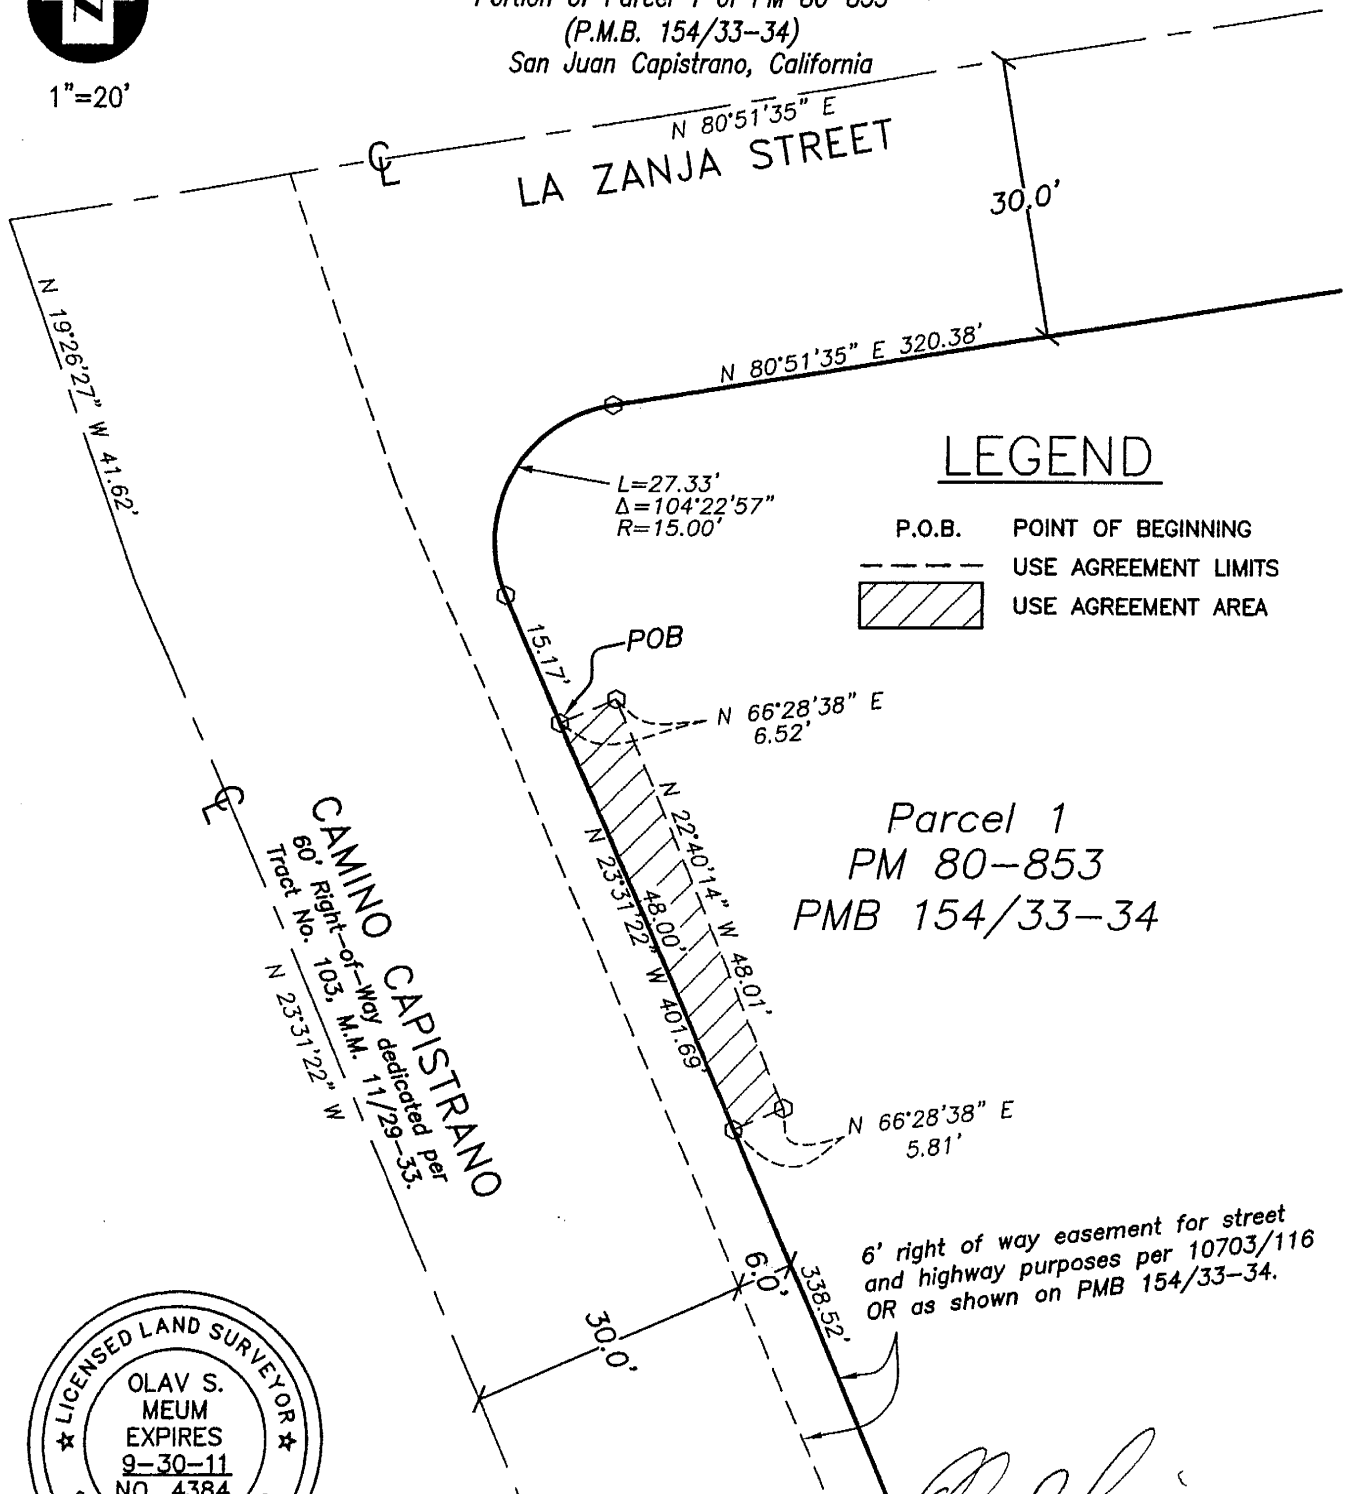 Portion of Parcel 1 of PM 80-853
(P.M.B. 154/33-34)
San Juan Capistrano, California
1"=20'
N 80°51'35" E
LA ZANJA STREET
30.0'
N 19°26'27" W 41.62'
N 80°51'35" E 320.38'
L=27.33'
Δ=104°22'57"
R=15.00'
LEGEND
P.O.B. POINT OF BEGINNING
USE AGREEMENT LIMITS
USE AGREEMENT AREA
15.17'
POB
N 66°28'38" E
6.52'
N 22°40'14" W 48.01'
48.00'
N 23°31'22" W 401.69'
Parcel 1
PM 80-853
PMB 154/33-34
CAMINO CAPISTRANO
60' Right-of-Way dedicated per
Tract No. 103, M.M. 11/29-33.
N 23°31'22" W
N 66°28'38" E
5.81'
6' right of way easement for street
and highway purposes per 10703/116
OR as shown on PMB 154/33-34.
6.0'
338.52'
30.0'
LICENSED LAND SURVEYOR
OLAV S.
MEUM
EXPIRES
9-30-11
NO. 4384